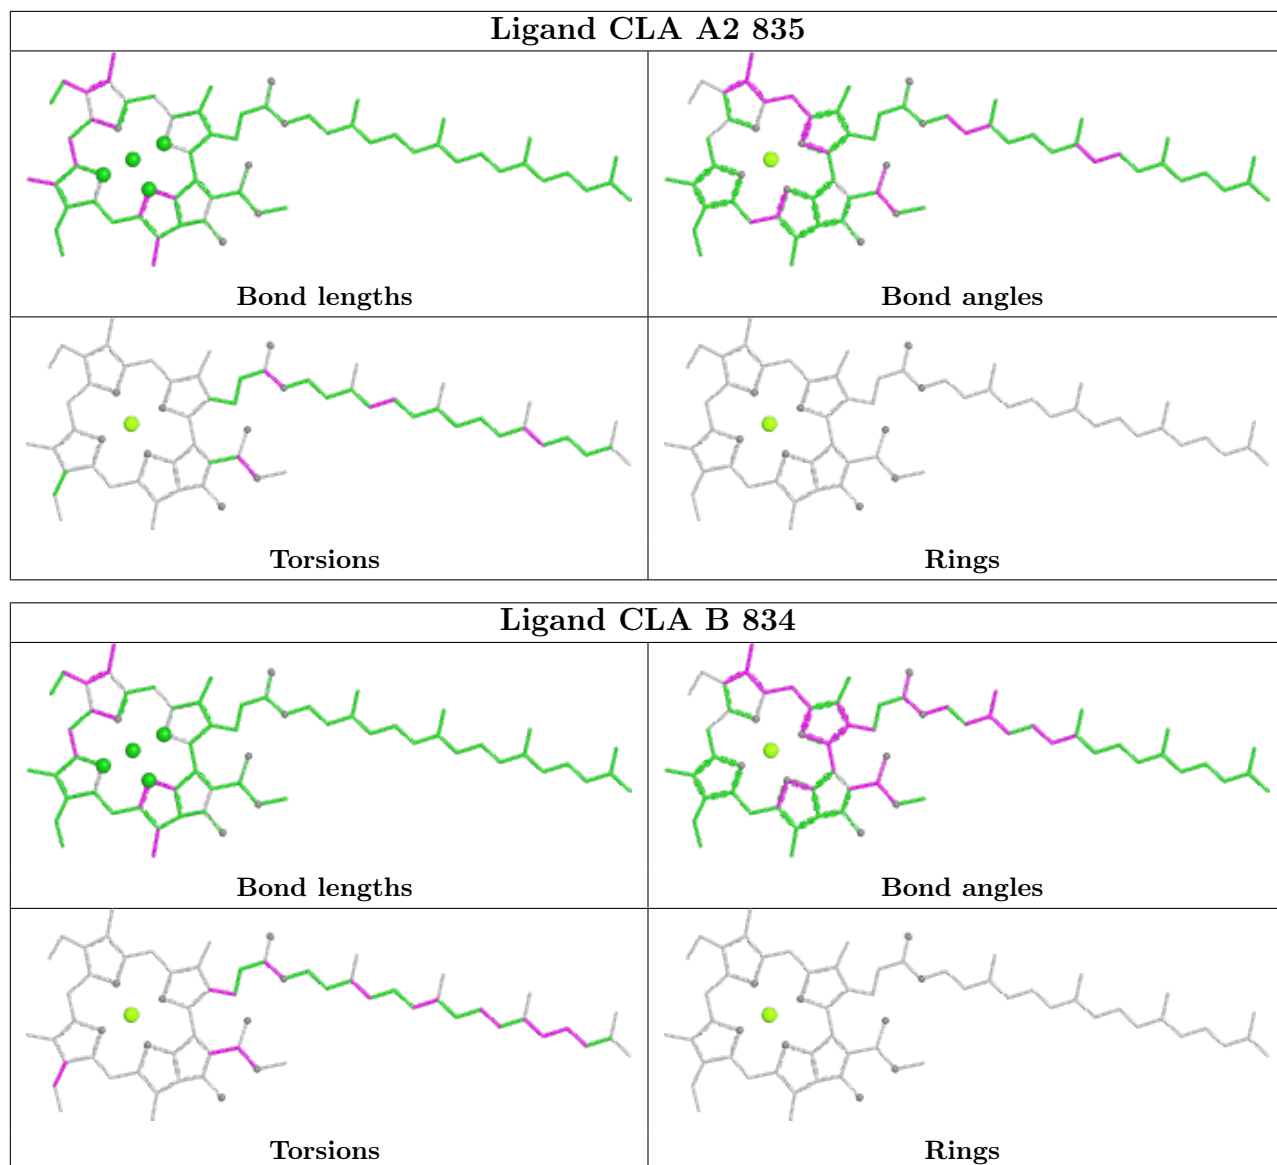 Ligand CLA A2 835
Bond lengths
Bond angles
Torsions
Rings
Ligand CLA B 834
Bond lengths
Bond angles
Torsions
Rings